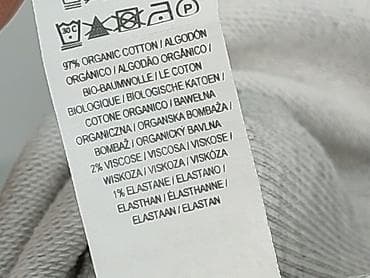 30 C P
97% ORGANIC COTTON / ALGODÓN
ORGÁNICO / ALGODÃO ORGÂNICO /
BIO-BAUMWOLLE / LE COTON
BIOLOGIQUE / BIOLOGISCHE KATOEN /
COTONE ORGANICO / BAWEŁNA
ORGANICZNA / ORGANSKA BOMBAŽA /
BOMBAŽ / ORGANICKÝ BAVLNA
2% VISCOSE / VISCOSA / VISKOSE /
WISKOZA / VISKOZA / VISKÓZA
1% ELASTANE / ELASTANO /
ELASTHAN / ÉLASTHANNE /
ELASTAAN / ELASTAN